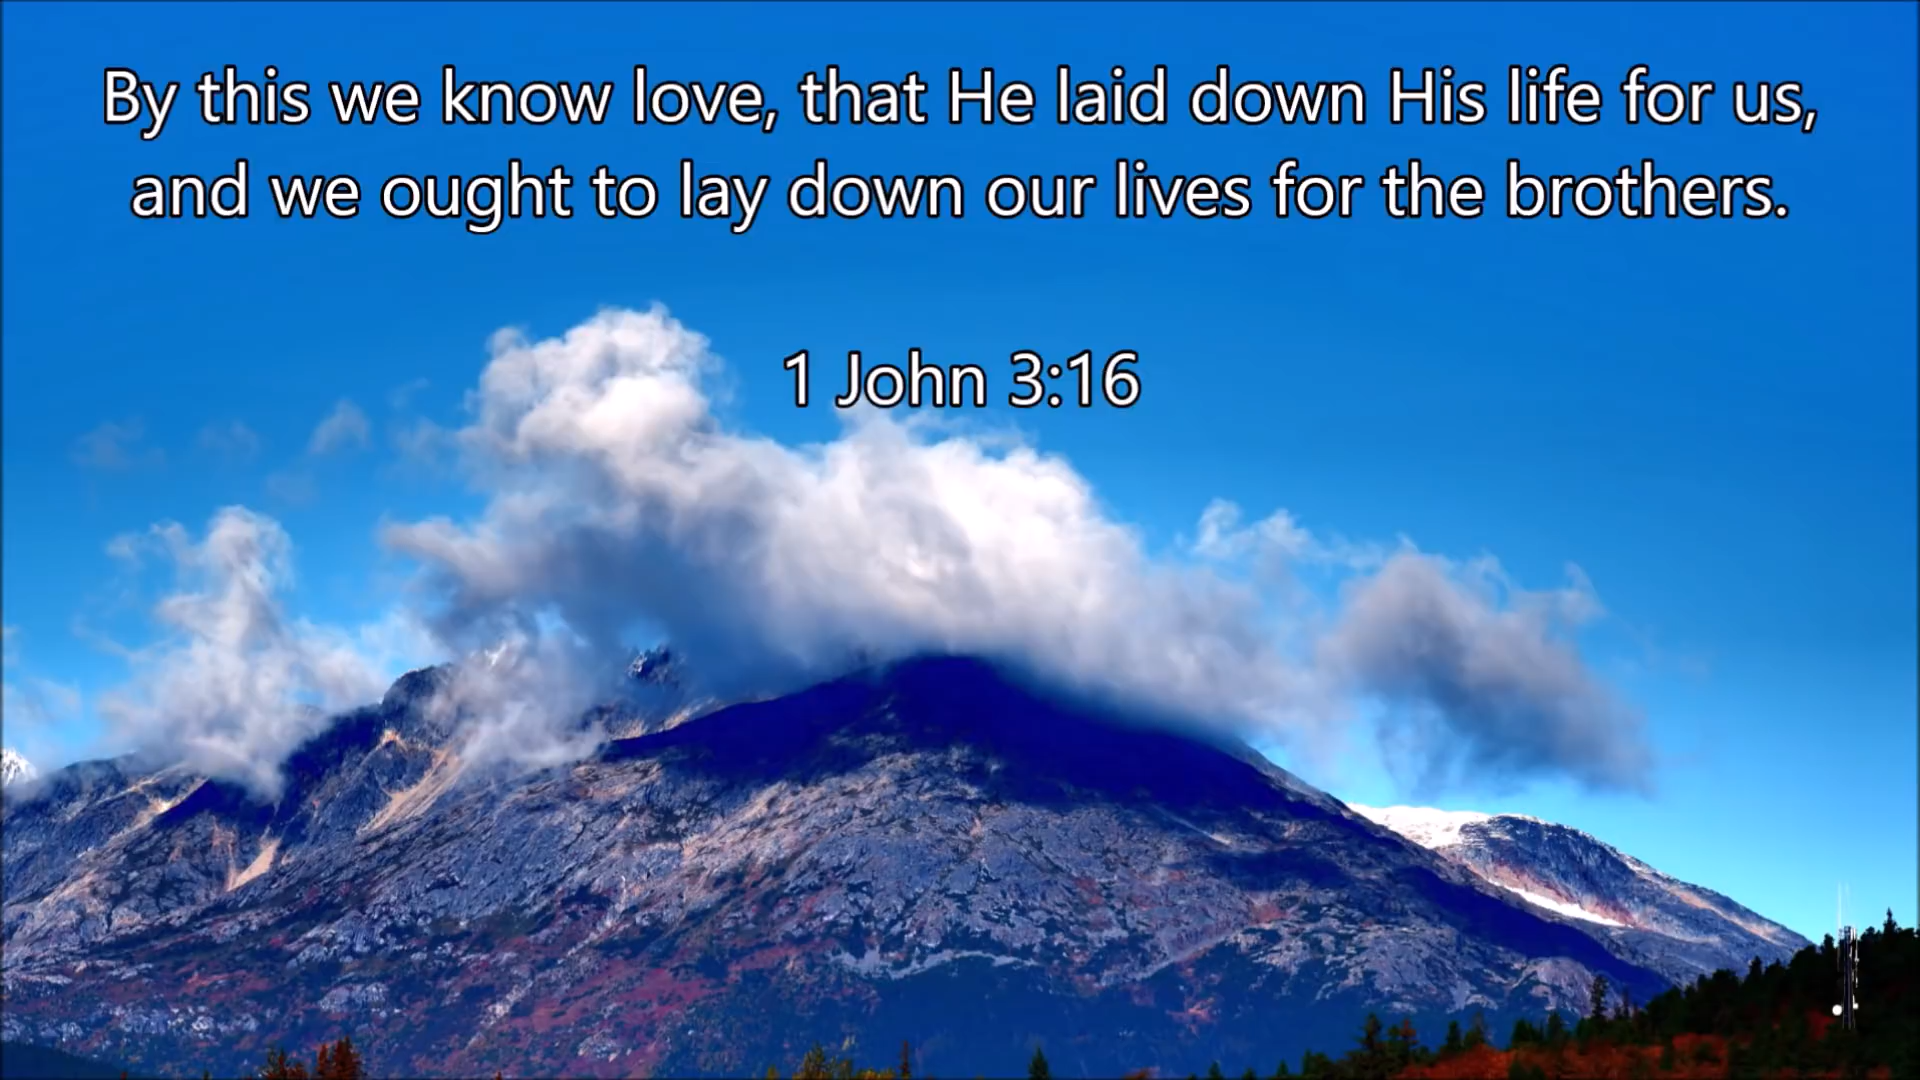 By this we know love, that He laid down His life for us,
and we ought to lay down our lives for the brothers.
1 John 3:16